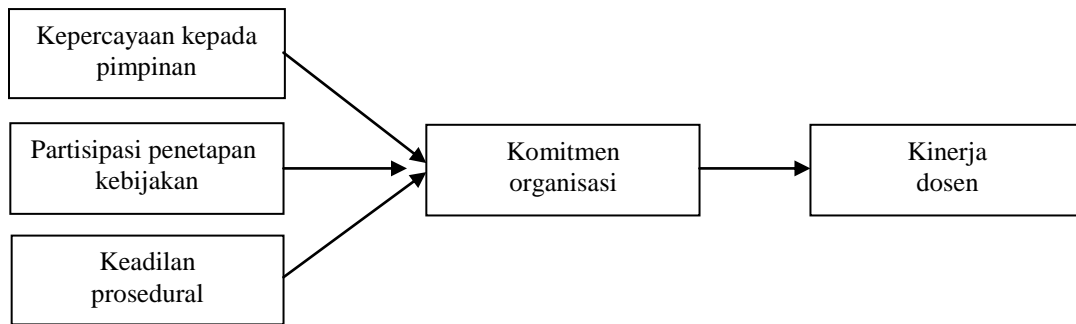 Kepercayaan kepada
pimpinan
Partisipasi penetapan
kebijakan
Keadilan
prosedural
Komitmen
organisasi
Kinerja
dosen